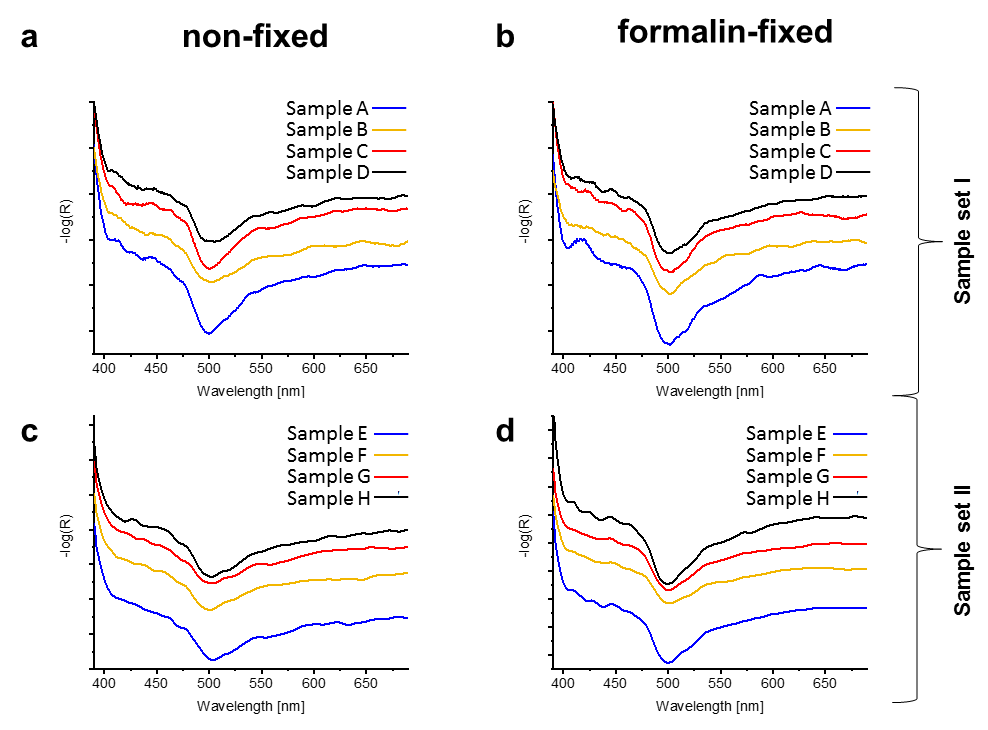 a
non-fixed
b
formalin-fixed
Sample A
Sample B
Sample C
Sample D
-log(R)
400 450 500 550 600 650
Wavelength [nm]
Sample A
Sample B
Sample C
Sample D
-log(R)
400 450 500 550 600 650
Wavelength [nm]
Sample set I
c
Sample E
Sample F
Sample G
Sample H
-log(R)
400 450 500 550 600 650
Wavelength [nm]
d
Sample E
Sample F
Sample G
Sample H
-log(R)
400 450 500 550 600 650
Wavelength [nm]
Sample set II